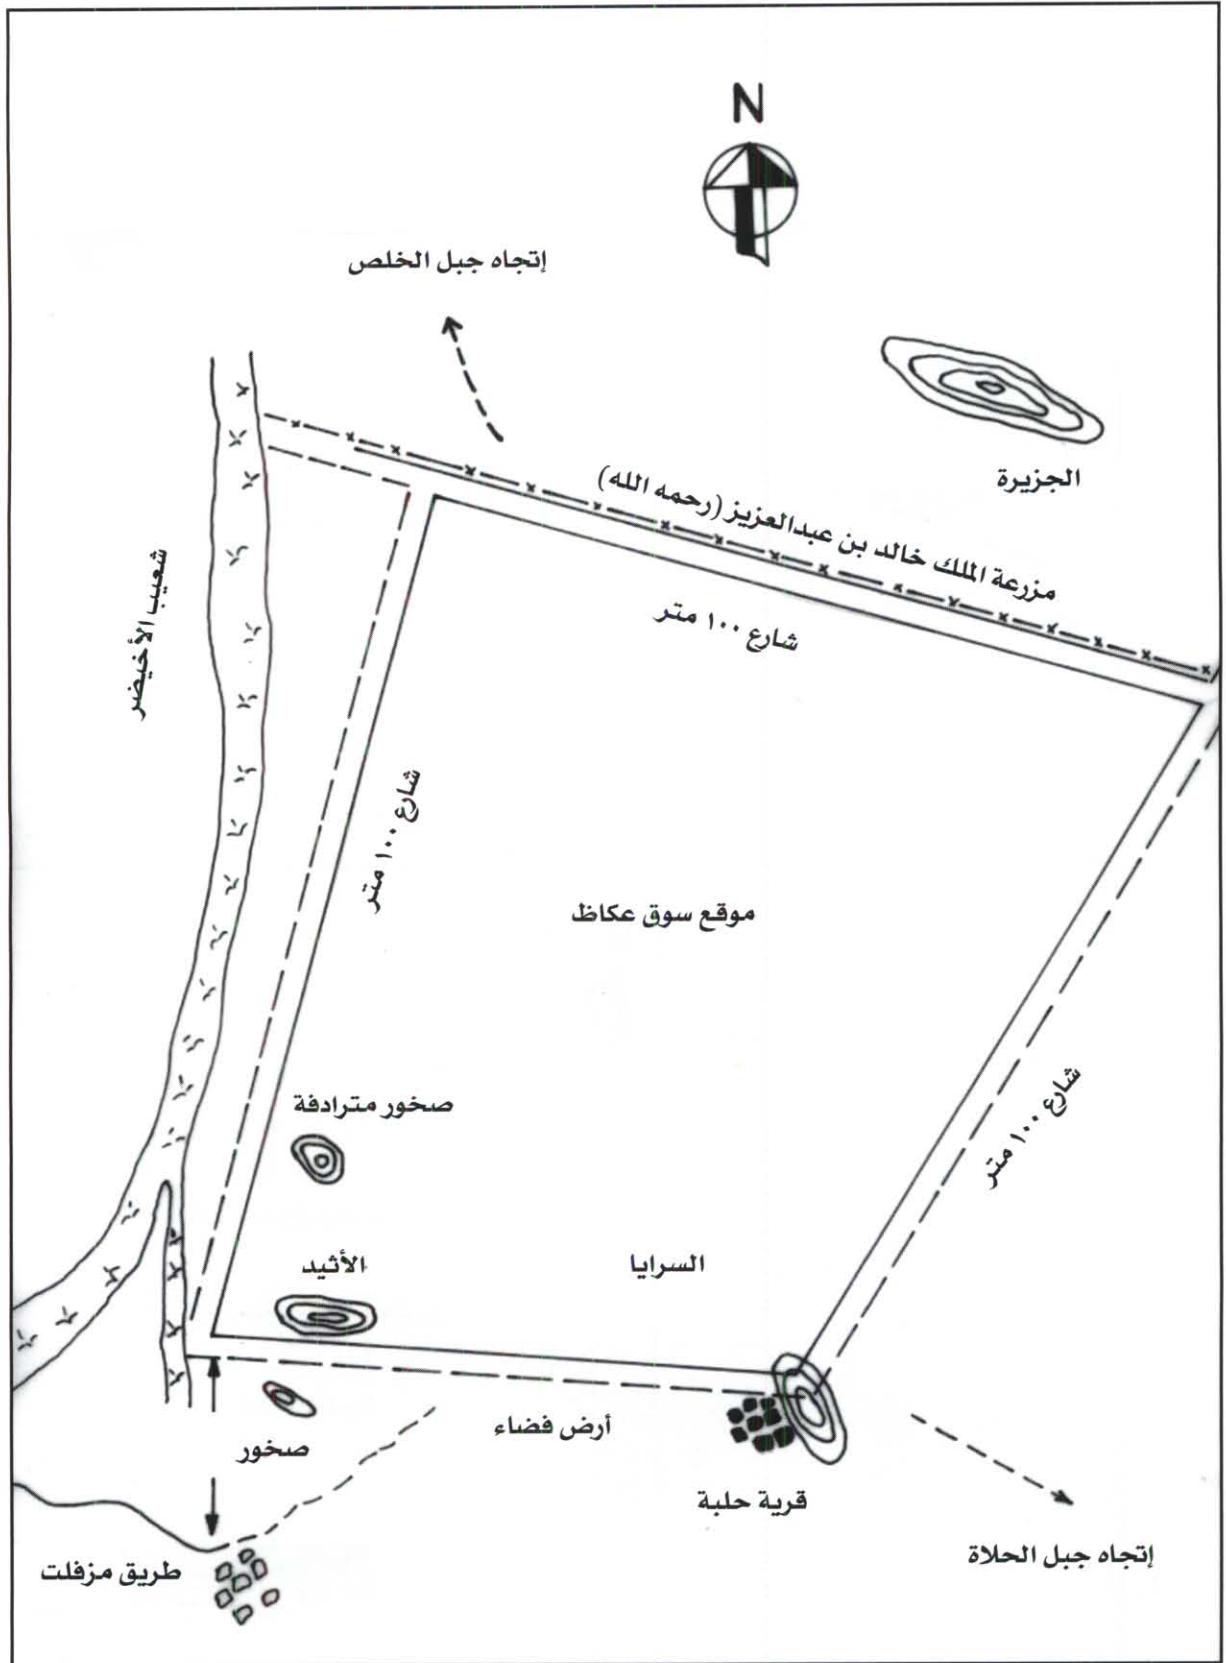 N
إتجاه جبل الخلص
الجزيرة
مزرعة الملك خالد بن عبدالعزيز (رحمه الله)
شارع ١٠٠ متر
شعيب الأخيضر
شارع ١٠٠ متر
موقع سوق عكاظ
شارع ١٠٠ متر
صخور مترادفة
السرايا
الأثيد
أرض فضاء
صخور
قرية حلبة
إتجاه جبل الحلاة
طريق مزفلت